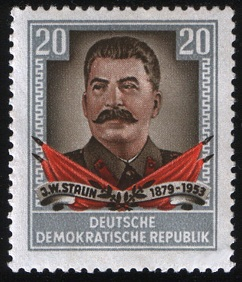 20 20
J.W.STALIN 1879-1953
DEUTSCHE
DEMOKRATISCHE REPUBLIK